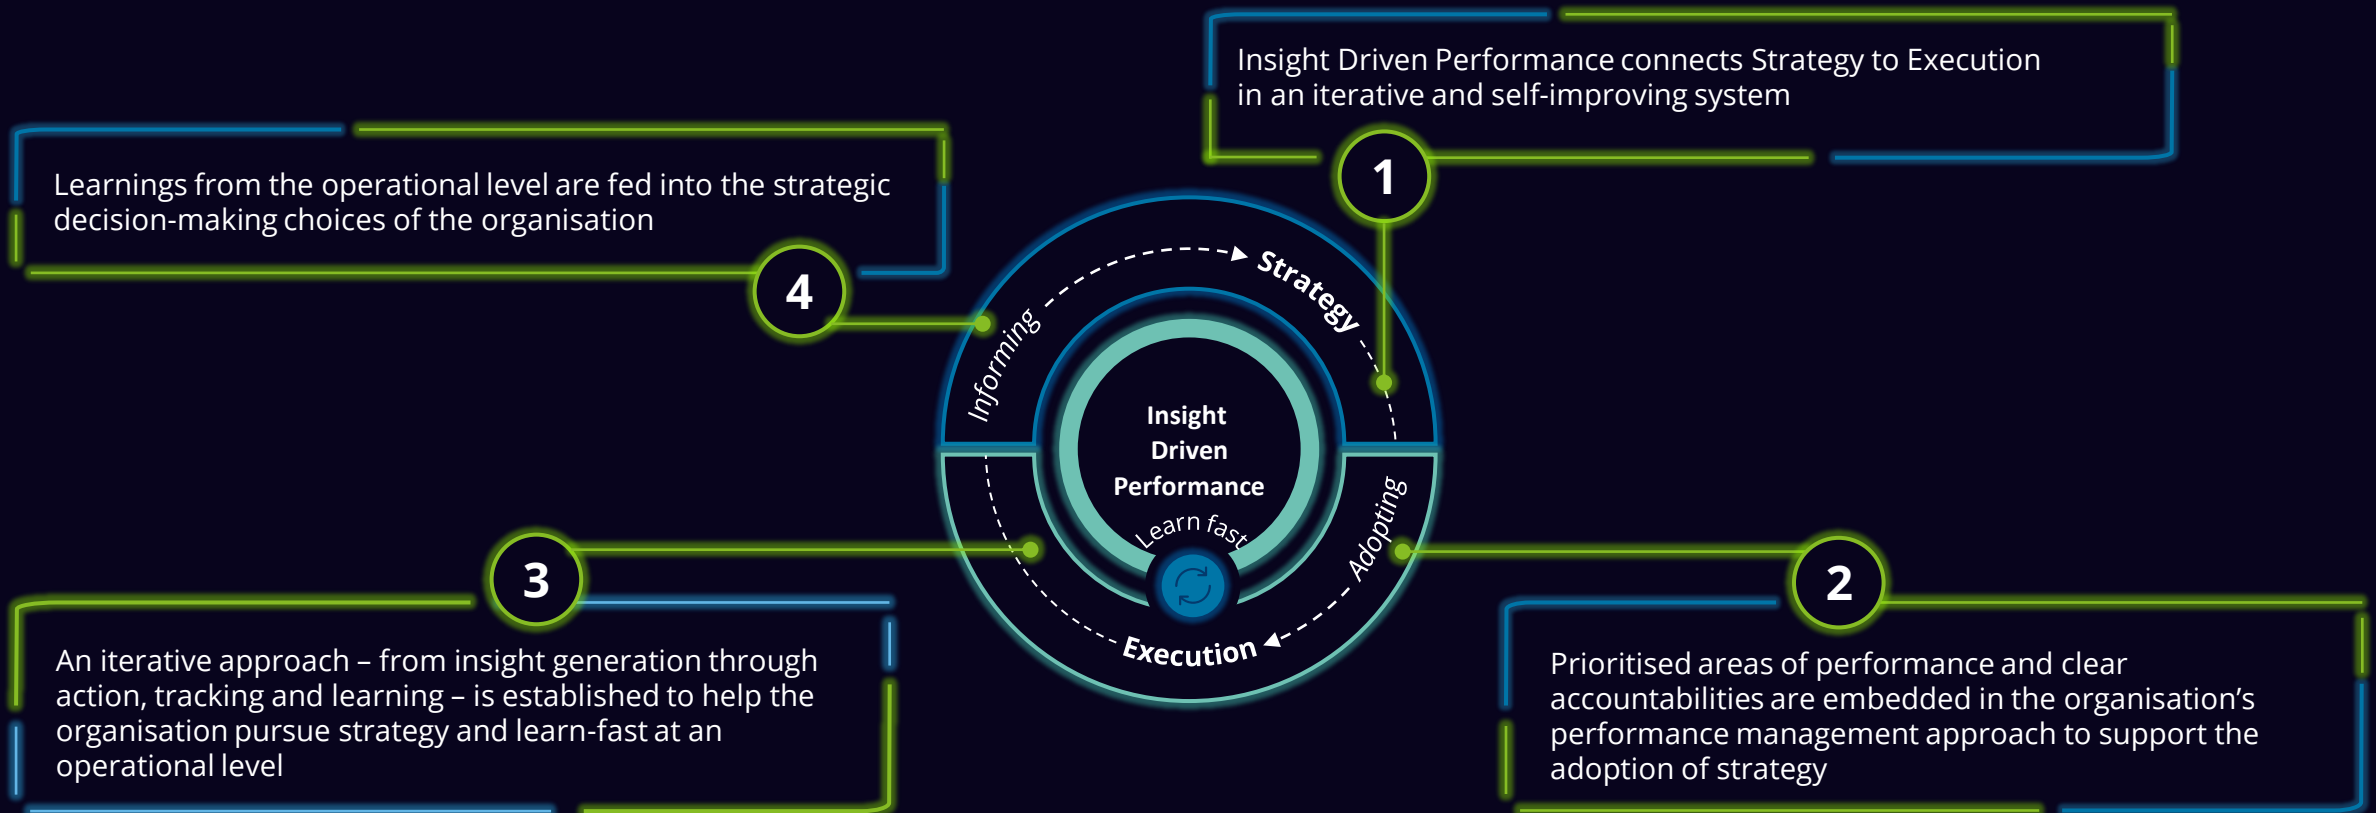 Insight Driven Performance connects Strategy to Execution
in an iterative and self-improving system
1
Learnings from the operational level are fed into the strategic
decision-making choices of the organisation
4
Strategy
Informing
Insight
Driven
Performance
Learn fast
Adopting
Execution
3
An iterative approach – from insight generation through
action, tracking and learning – is established to help the
organisation pursue strategy and learn-fast at an
operational level
2
Prioritised areas of performance and clear
accountabilities are embedded in the organisation’s
performance management approach to support the
adoption of strategy